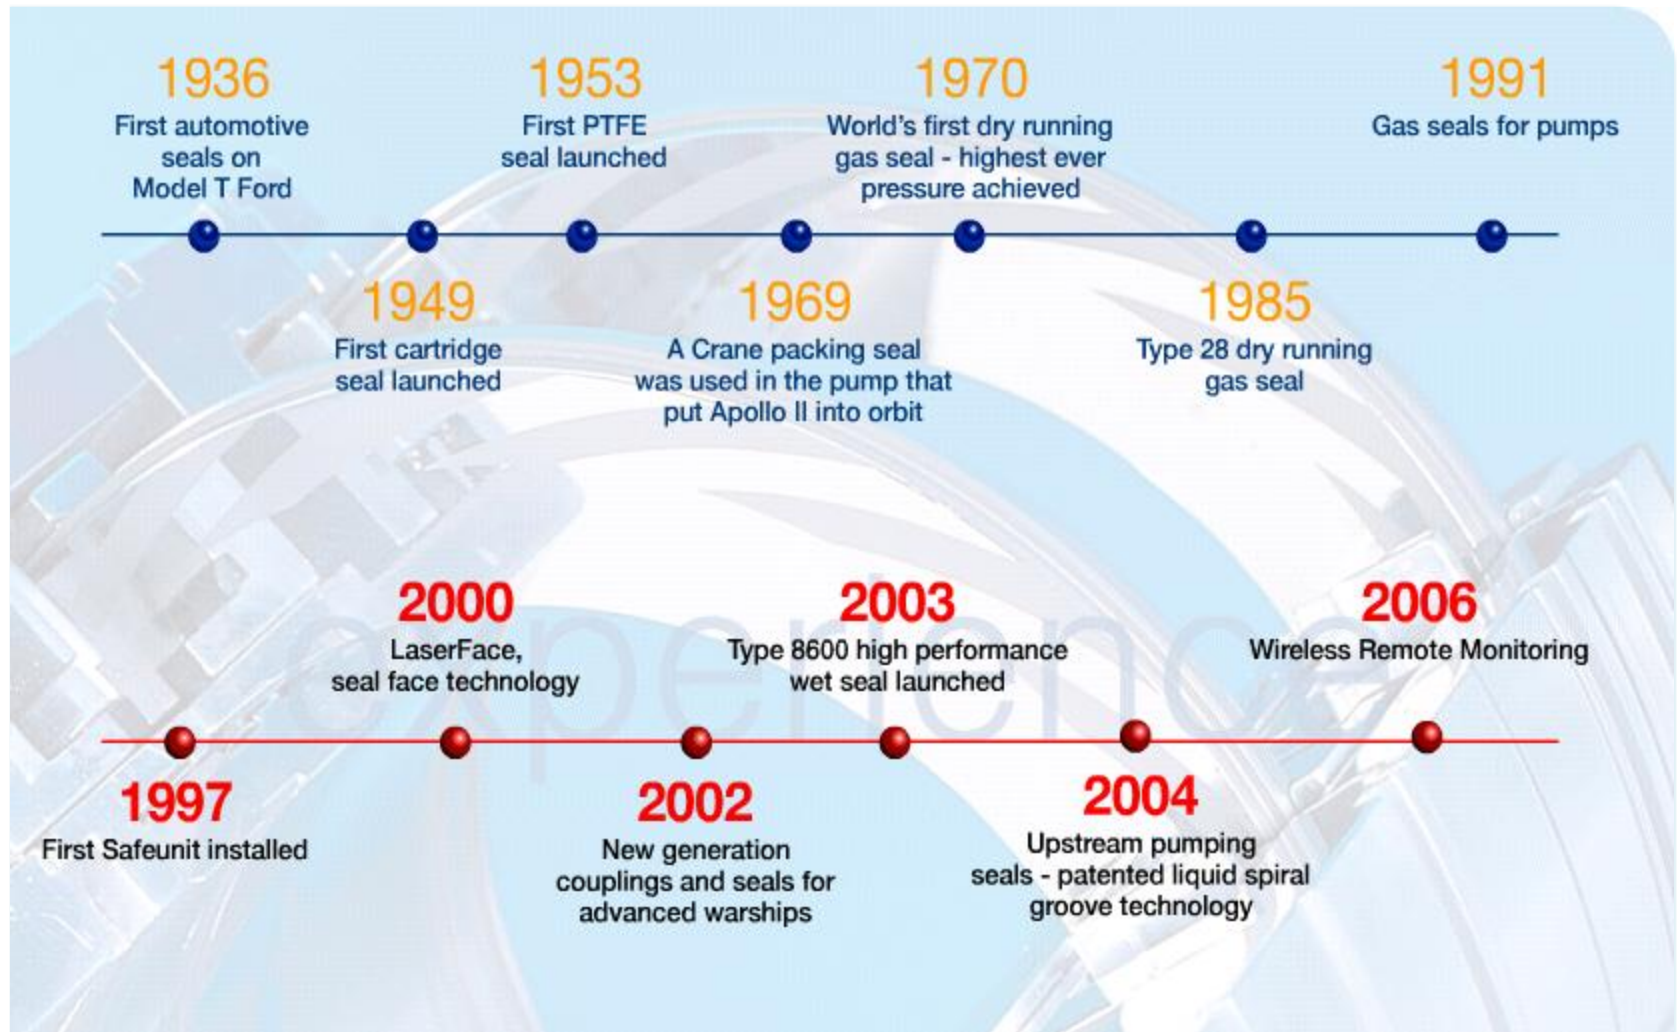 1936
First automotive
seals on
Model T Ford
1953
First PTFE
seal launched
1970
World's first dry running
gas seal - highest ever
pressure achieved
1991
Gas seals for pumps
1949
First cartridge
seal launched
1969
A Crane packing seal
was used in the pump that
put Apollo II into orbit
1985
Type 28 dry running
gas seal
experience
2000
LaserFace,
seal face technology
2003
Type 8600 high performance
wet seal launched
2006
Wireless Remote Monitoring
1997
First Safeunit installed
2002
New generation
couplings and seals for
advanced warships
2004
Upstream pumping
seals - patented liquid spiral
groove technology